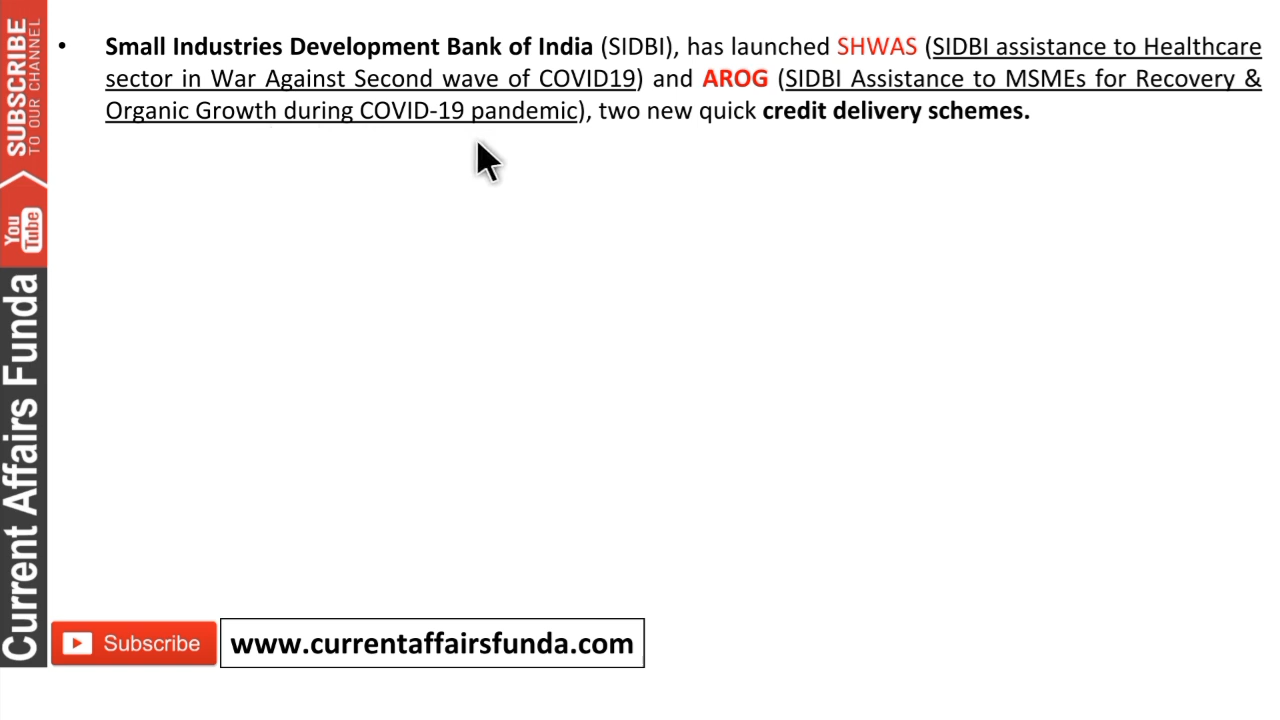 • Small Industries Development Bank of India (SIDBI), has launched SHWAS (SIDBI assistance to Healthcare
sector in War Against Second wave of COVID19) and AROG (SIDBI Assistance to MSMEs for Recovery &
Organic Growth during COVID-19 pandemic), two new quick credit delivery schemes.
SUBSCRIBE
TO OUR CHANNEL
You
Tube
Current Affairs Funda
Subscribe
www.currentaffairsfunda.com